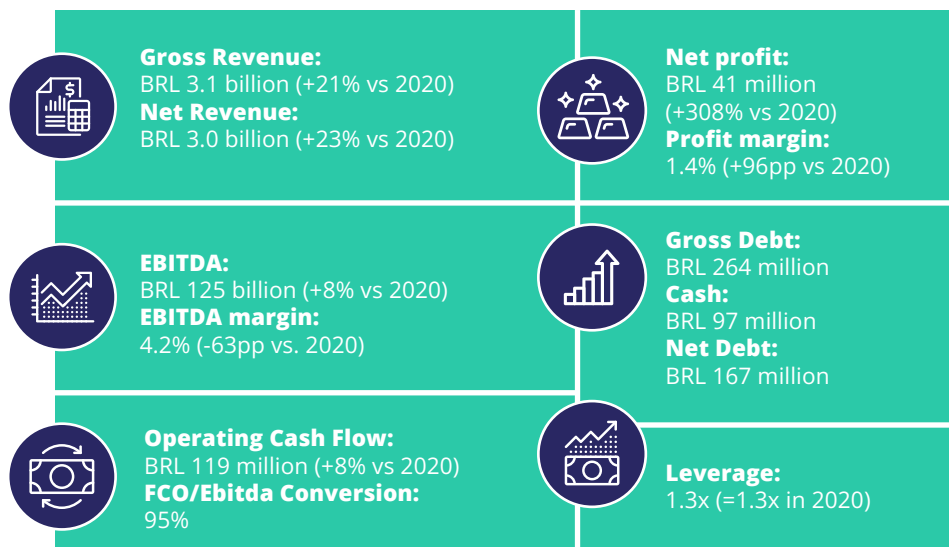 Gross Revenue:
BRL 3.1 billion (+21% vs 2020)
Net Revenue:
BRL 3.0 billion (+23% vs 2020)
Net profit:
BRL 41 million
(+308% vs 2020)
Profit margin:
1.4% (+96pp vs 2020)
EBITDA:
BRL 125 billion (+8% vs 2020)
EBITDA margin:
4.2% (-63pp vs. 2020)
Gross Debt:
BRL 264 million
Cash:
BRL 97 million
Net Debt:
BRL 167 million
Operating Cash Flow:
BRL 119 million (+8% vs 2020)
FCO/Ebitda Conversion:
95%
Leverage:
1.3x (=1.3x in 2020)